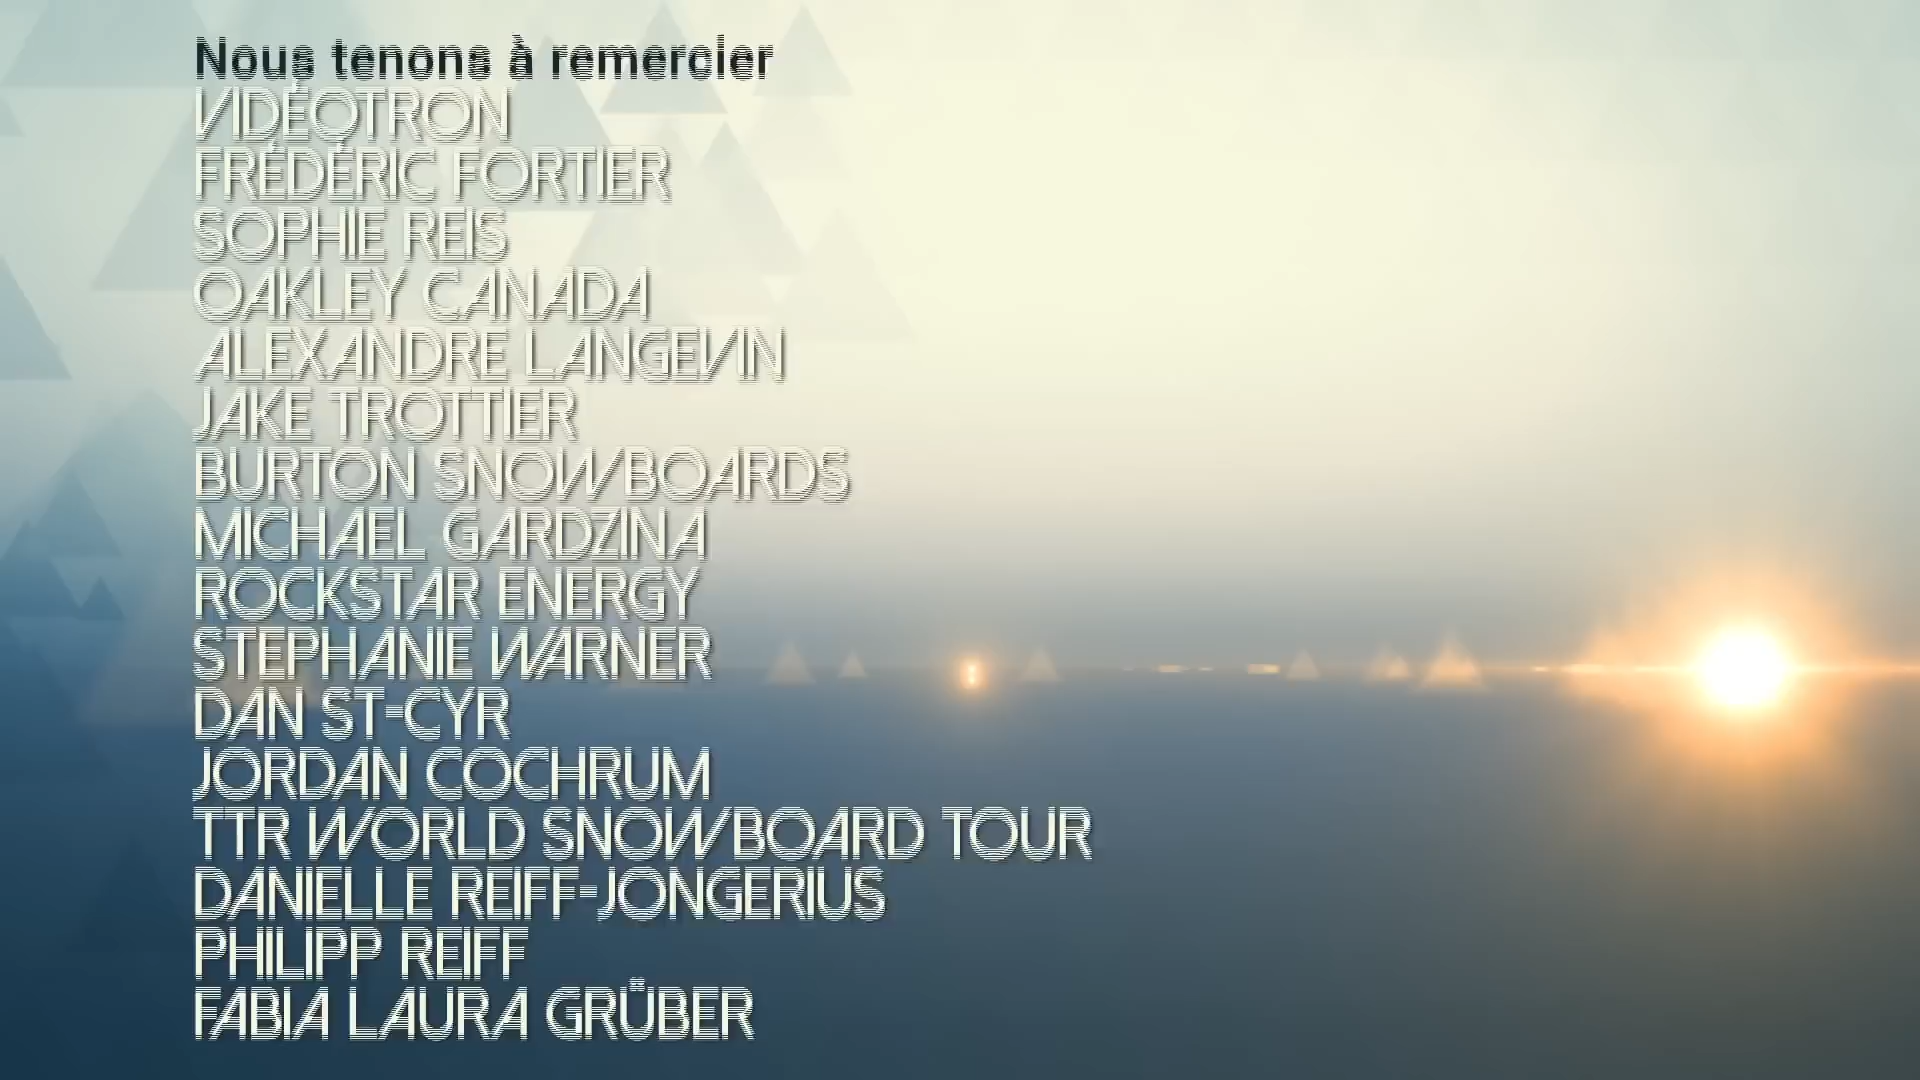 Nous tenons à remercier
VIDÉOTRON
FRÉDÉRIC FORTIER
SOPHIE REIS
OAKLEY CANADA
ALEXANDRE LANGEVIN
JAKE TROTTIER
BURTON SNOWBOARDS
MICHAEL GARDZINA
ROCKSTAR ENERGY
STEPHANIE WARNER
DAN ST-CYR
JORDAN COCHRUM
TTR WORLD SNOWBOARD TOUR
DANIELLE REIFF-JONGERIUS
PHILIPP REIFF
FABIA LAURA GRÜBER